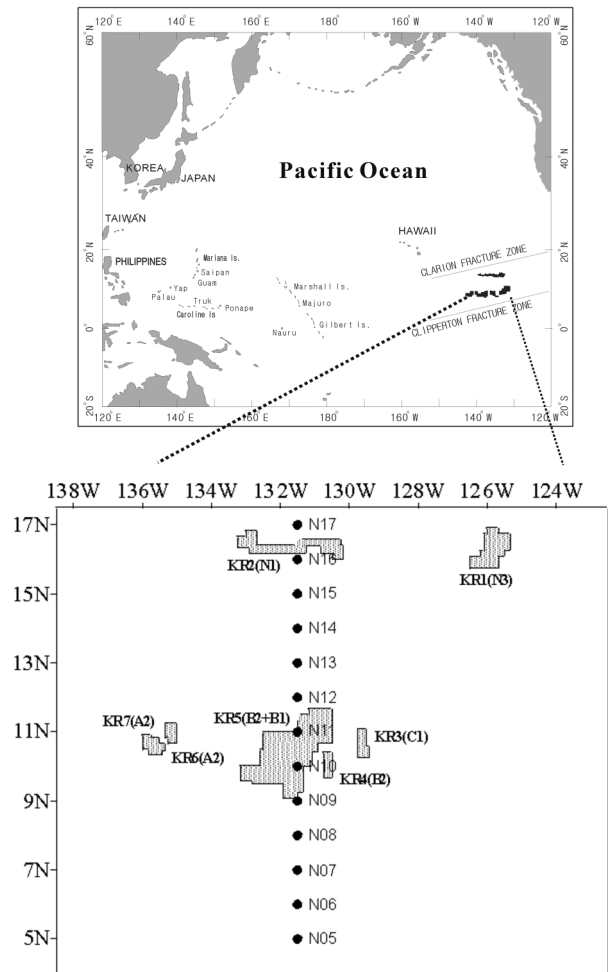 60°N
60°N
40°N
40°N
20°N
20°N
0°
0°
20°S
20°S
120°E
140°E
160°E
180°
160°W
140°W
120°W
120°W
KOREA
JAPAN
Pacific Ocean
TAIWAN
PHILIPPINES
Mariana Is.
Saipan
Guam
Yap
Palau
Truk
Ponape
Caroline Is
Marshall Is.
Majuro
Gilbert Is.
Nauru
HAWAII
CLARION FRACTURE ZONE
CLIPPERTON FRACTURE ZONE
138W 136W 134W 132W 130W 128W 126W 124W
17N
15N
13N
11N
9N
7N
5N
N17
N16
N15
N14
N13
N12
N11
N10
N09
N08
N07
N06
N05
KR2(N1)
KR1(N3)
KR7(A2)
KR6(A2)
KR5(B2+B1)
KR3(C1)
KR4(B2)